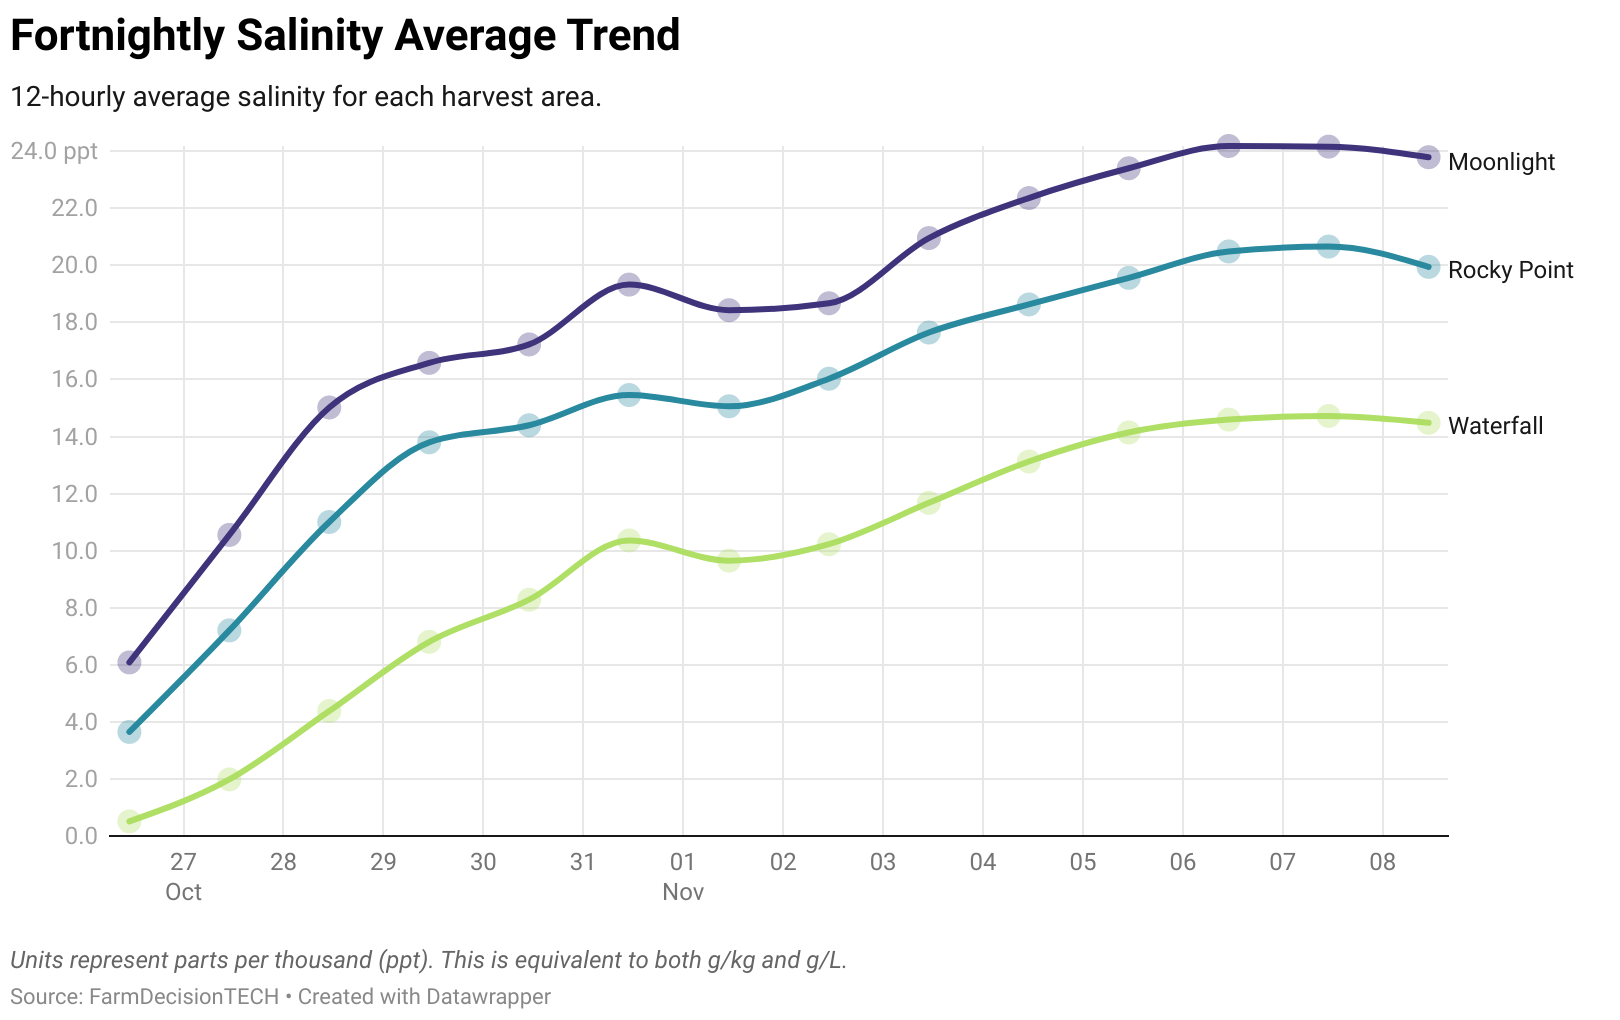 Fortnightly Salinity Average Trend
12-hourly average salinity for each harvest area.
24.0 ppt
22.0
20.0
18.0
16.0
14.0
12.0
10.0
8.0
6.0
4.0
2.0
0.0
Moonlight
Rocky Point
Waterfall
27 28 29 30 31 01 02 03 04 05 06 07 08
Oct Nov
Units represent parts per thousand (ppt). This is equivalent to both g/kg and g/L.
Source: FarmDecisionTECH • Created with Datawrapper